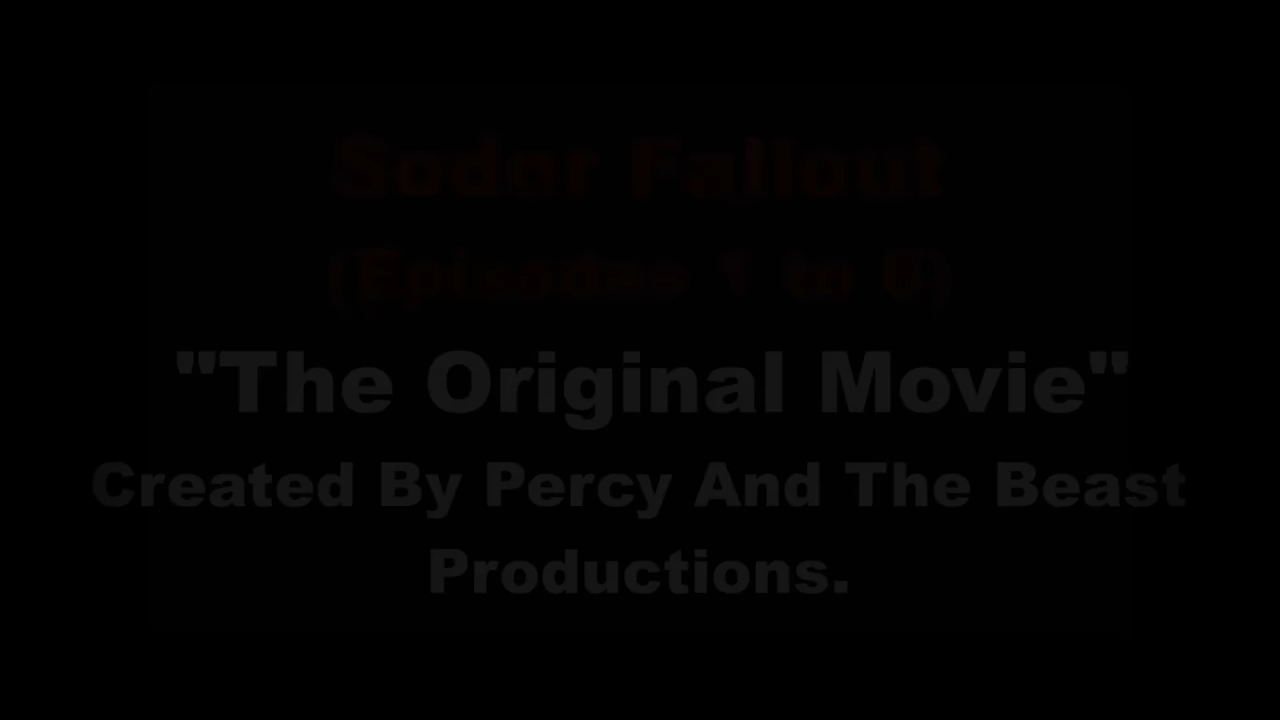 Sodor Fallout
(Episodes 1 to
"The Original Movie"
Created By Percy And The Beast
Productions.